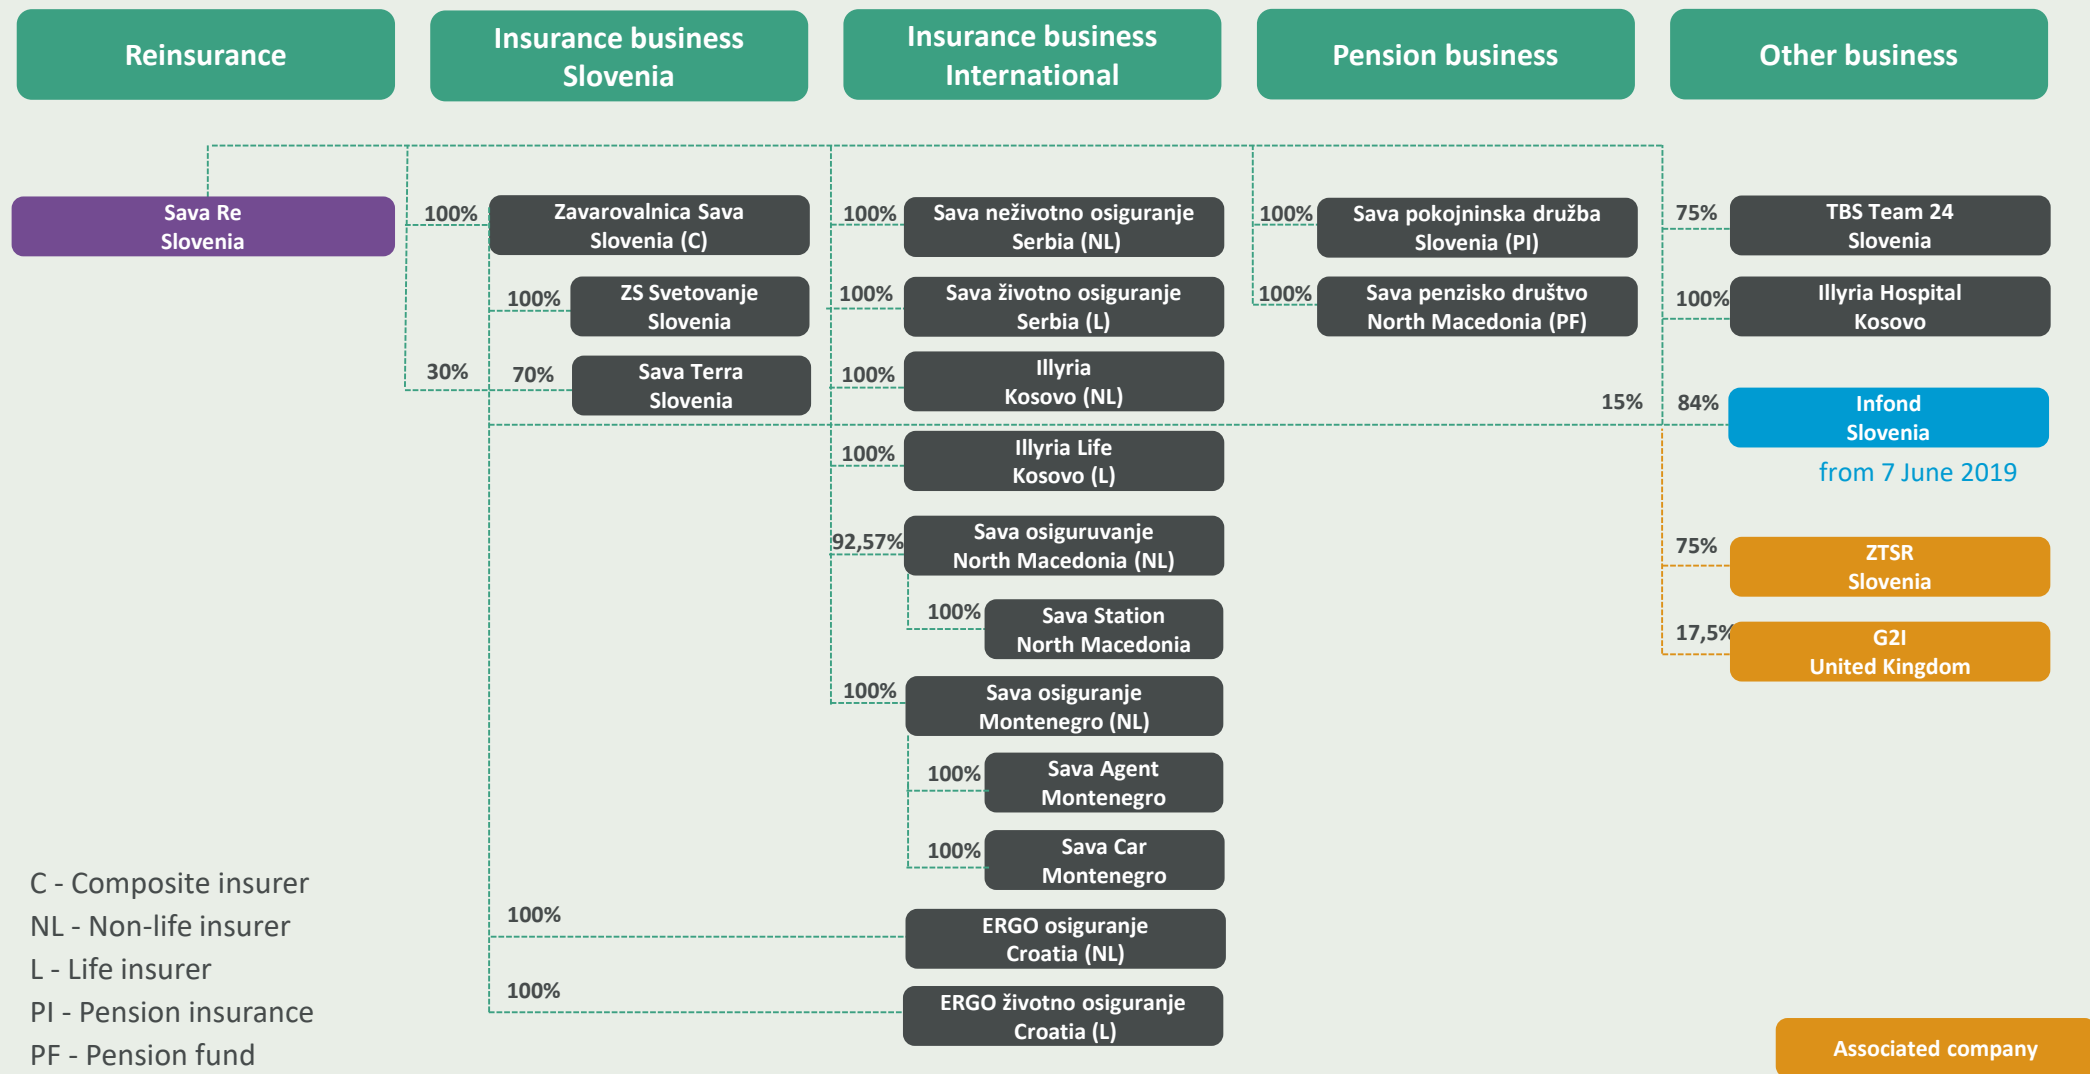 Reinsurance
Insurance business
Slovenia
Insurance business
International
Pension business
Other business
Sava Re
Slovenia
100%
Zavarovalnica Sava
Slovenia (C)
100%
ZS Svetovanje
Slovenia
30%
70%
Sava Terra
Slovenia
100%
Sava neživotno osiguranje
Serbia (NL)
100%
Sava životno osiguranje
Serbia (L)
100%
Illyria
Kosovo (NL)
100%
Illyria Life
Kosovo (L)
92,57%
Sava osiguruvanje
North Macedonia (NL)
100%
Sava Station
North Macedonia
100%
Sava osiguranje
Montenegro (NL)
100%
Sava Agent
Montenegro
100%
Sava Car
Montenegro
100%
ERGO osiguranje
Croatia (NL)
100%
ERGO životno osiguranje
Croatia (L)
100%
Sava pokojninska družba
Slovenia (PI)
100%
Sava penzisko društvo
North Macedonia (PF)
75%
TBS Team 24
Slovenia
100%
Illyria Hospital
Kosovo
15%
84%
Infond
Slovenia
from 7 June 2019
75%
ZTSR
Slovenia
17,5%
G2I
United Kingdom
C - Composite insurer
NL - Non-life insurer
L - Life insurer
PI - Pension insurance
PF - Pension fund
Associated company